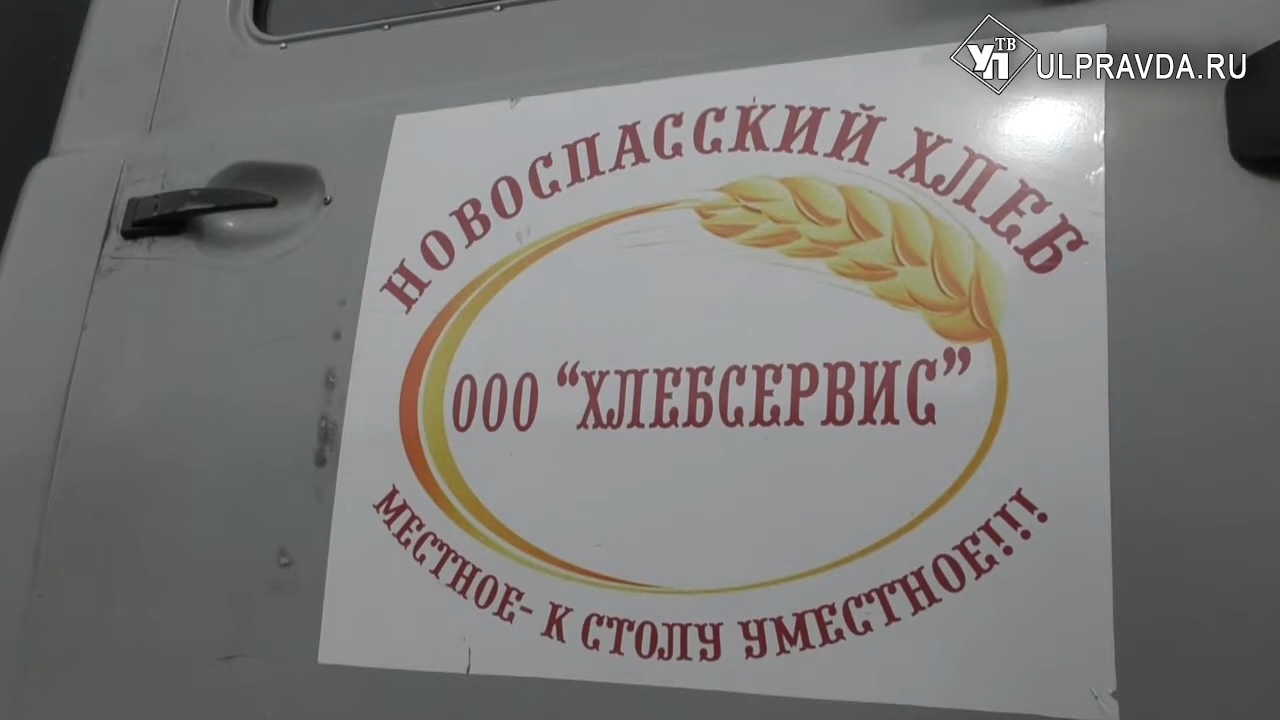 УП ТВ ULPRAVDA.RU
НОВОСПАССКИЙ ХЛЕБ
ООО “ХЛЕБСЕРВИС”
МЕСТНОЕ- К СТОЛУ УМЕСТНОЕ!!!